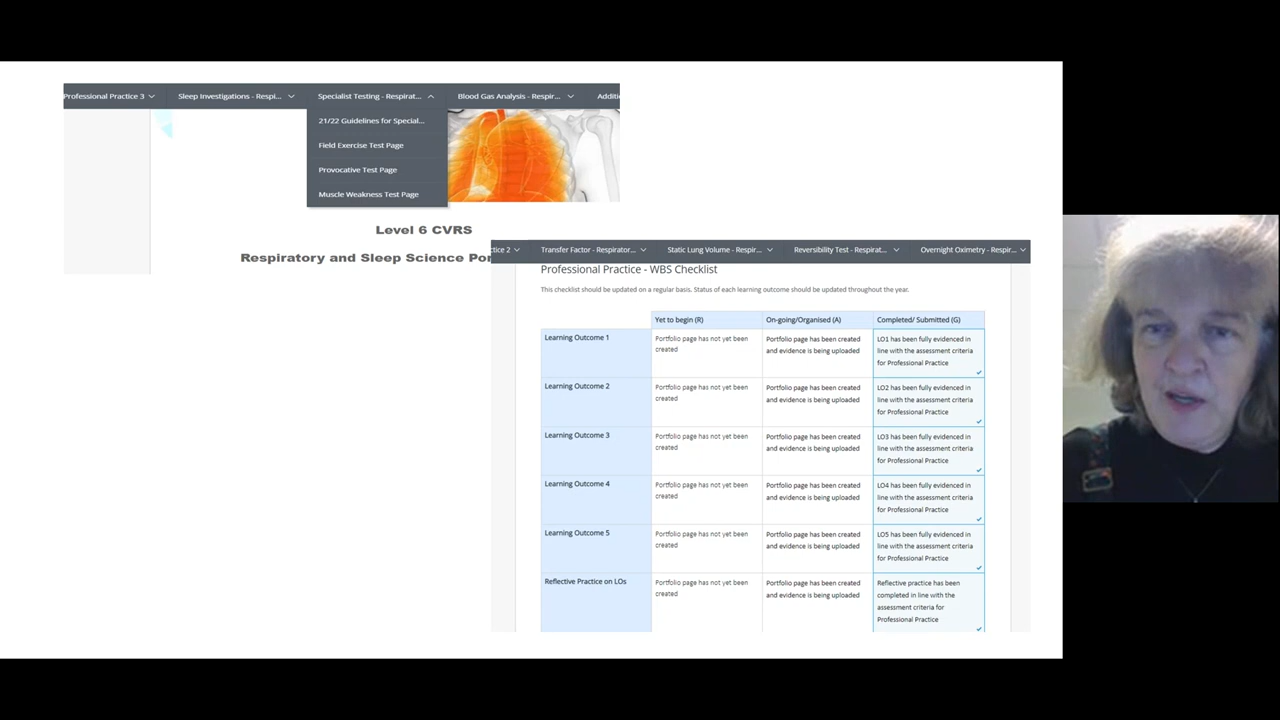 Professional Practice 3
Sleep Investigations - Respi...
Specialist Testing - Respirat...
Blood Gas Analysis - Respir...
Additi
21/22 Guidelines for Special...
Field Exercise Test Page
Provocative Test Page
Muscle Weakness Test Page
Level 6 CVRS
Respiratory and Sleep Science Por
ctice 2
Transfer Factor - Respirator...
Static Lung Volume - Respir...
Reversibility Test - Respirat...
Overnight Oximetry - Respir...
Professional Practice - WBS Checklist
This checklist should be updated on a regular basis. Status of each learning outcome should be updated throughout the year.
Yet to begin (R)
On-going/Organised (A)
Completed/ Submitted (G)
Learning Outcome 1
Portfolio page has not yet been
created
Portfolio page has been created
and evidence is being uploaded
LO1 has been fully evidenced in
line with the assessment criteria
for Professional Practice
Learning Outcome 2
Portfolio page has not yet been
created
Portfolio page has been created
and evidence is being uploaded
LO2 has been fully evidenced in
line with the assessment criteria
for Professional Practice
Learning Outcome 3
Portfolio page has not yet been
created
Portfolio page has been created
and evidence is being uploaded
LO3 has been fully evidenced in
line with the assessment criteria
for Professional Practice
Learning Outcome 4
Portfolio page has not yet been
created
Portfolio page has been created
and evidence is being uploaded
LO4 has been fully evidenced in
line with the assessment criteria
for Professional Practice
Learning Outcome 5
Portfolio page has not yet been
created
Portfolio page has been created
and evidence is being uploaded
LO5 has been fully evidenced in
line with the assessment criteria
for Professional Practice
Reflective Practice on LOs
Portfolio page has not yet been
created
Portfolio page has been created
and evidence is being uploaded
Reflective practice has been
completed in line with the
assessment criteria for
Professional Practice